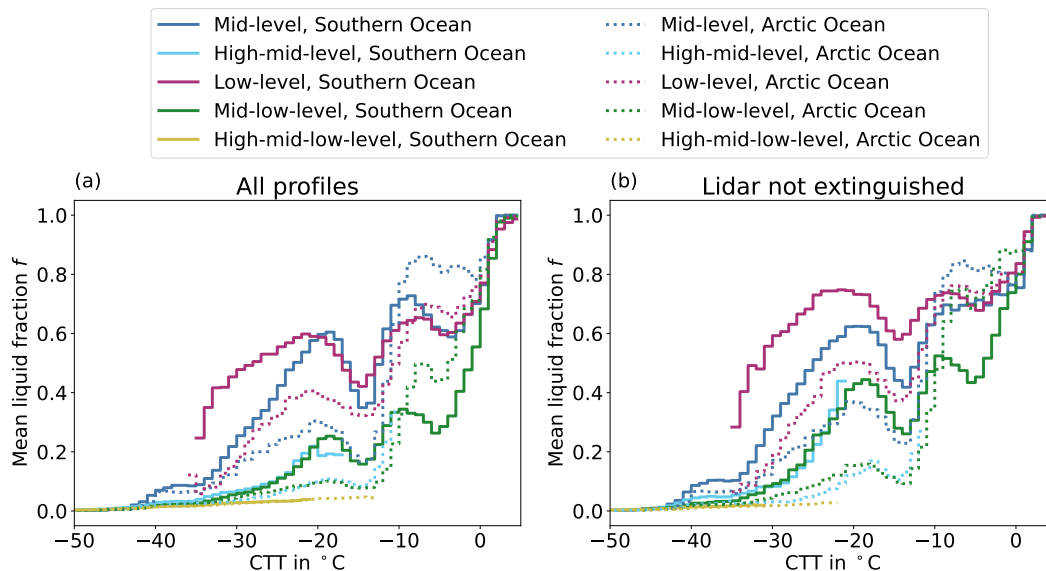 Mid-level, Southern Ocean
High-mid-level, Southern Ocean
Low-level, Southern Ocean
Mid-low-level, Southern Ocean
High-mid-low-level, Southern Ocean
Mid-level, Arctic Ocean
High-mid-level, Arctic Ocean
Low-level, Arctic Ocean
Mid-low-level, Arctic Ocean
High-mid-low-level, Arctic Ocean
(a)
All profiles
Mean liquid fraction f
1.0
0.8
0.6
0.4
0.2
0.0
−50
−40
−30
−20
−10
0
CTT in °C
(b)
Lidar not extinguished
Mean liquid fraction f
1.0
0.8
0.6
0.4
0.2
0.0
−50
−40
−30
−20
−10
0
CTT in °C